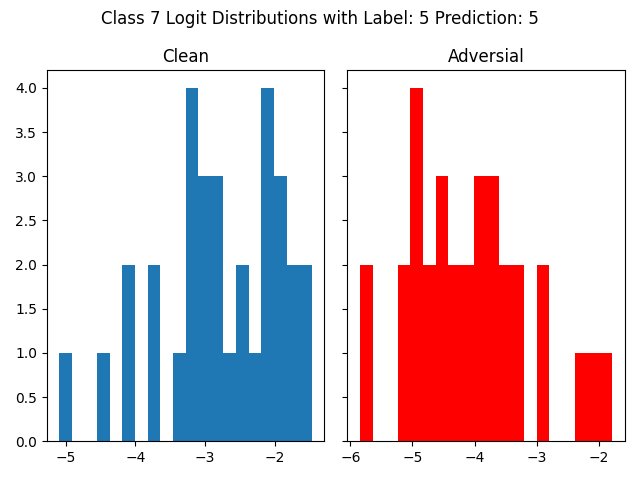 Class 7 Logit Distributions with Label: 5 Prediction: 5
Clean
Adversial
4.0
3.5
3.0
2.5
2.0
1.5
1.0
0.5
0.0
−5 −4 −3 −2
−6 −5 −4 −3 −2